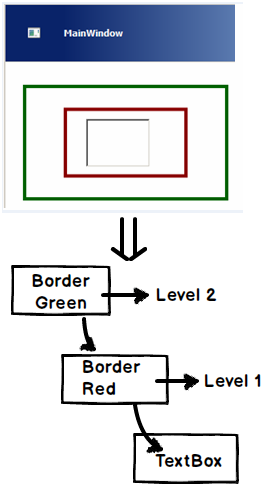 MainWindow
Border
Green
Level 2
Border
Red
Level 1
TextBox